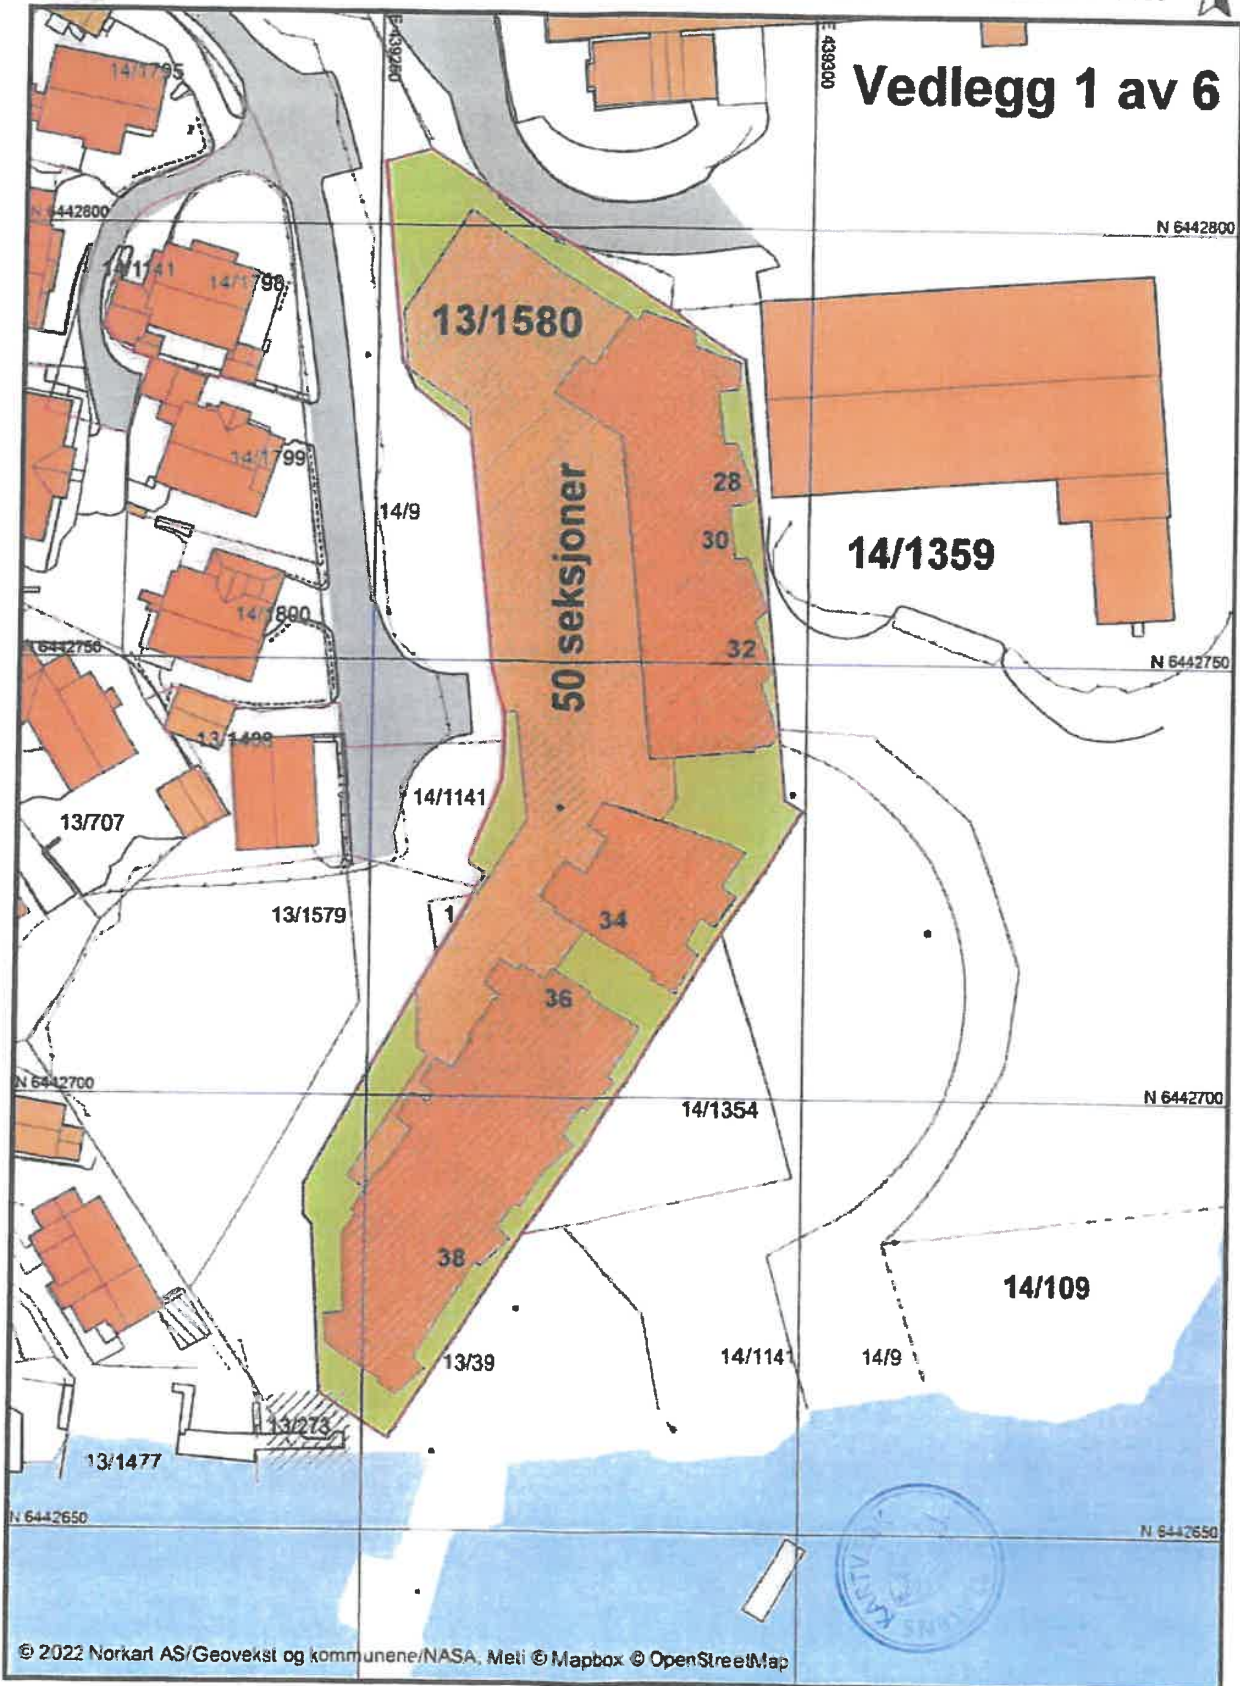 Vedlegg 1 av 6
E 439300
14/1795
N 6442800
N 6442800
14/1141
14/1798
13/1580
14/1799
14/9
28
30
50 seksjoner
14/1359
14/1800
N 6442750
32
N 6442750
14/1141
13/707
13/1579
1
34
36
N 6442700
N 6442700
14/1354
38
14/109
13/39
14/1141
14/9
13/273
13/1477
N 6442650
N 6442650
© 2022 Norkart AS/Geovekst og kommunene/NASA, Meti © Mapbox © OpenStreetMap